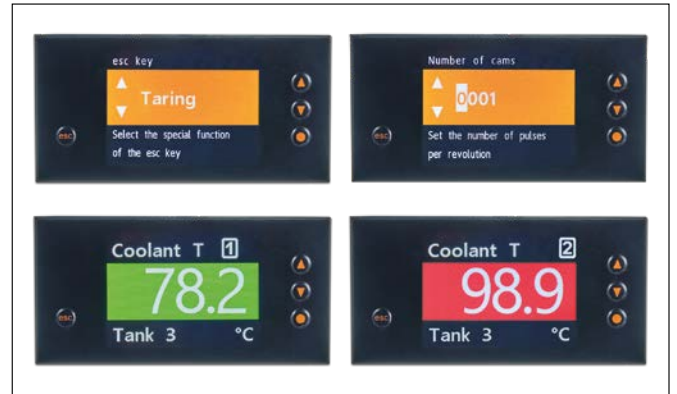 esc key
Taring
Select the special function
of the esc key
esc
Number of cams
0001
Set the number of pulses
per revolution
esc
Coolant T 1
78.2
Tank 3 °C
esc
Coolant T 2
98.9
Tank 3 °C
esc